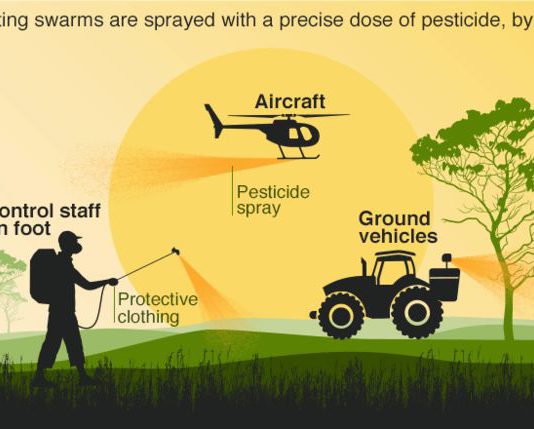 ting swarms are sprayed with a precise dose of pesticide, by
Aircraft
Pesticide
spray
ontrol staff
n foot
Ground
vehicles
Protective
clothing